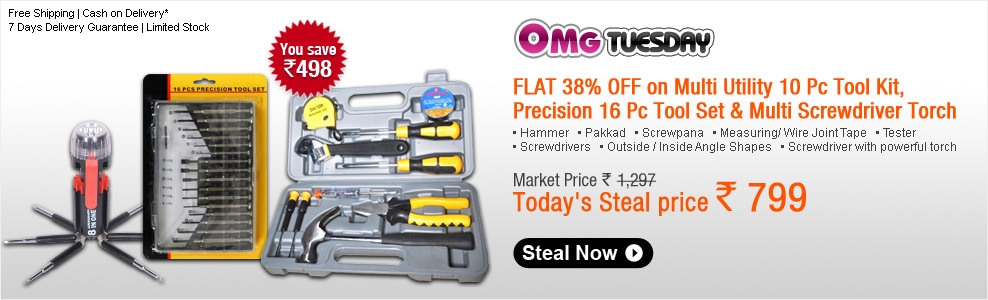 Free Shipping | Cash on Delivery*
7 Days Delivery Guarantee | Limited Stock
You save
₹498
16 PCS PRECISION TOOL SET
8 IN ONE
OMG TUESDAY
FLAT 38% OFF on Multi Utility 10 Pc Tool Kit,
Precision 16 Pc Tool Set & Multi Screwdriver Torch
▪ Hammer ▪ Pakkad ▪ Screwpana ▪ Measuring/ Wire Joint Tape ▪ Tester
▪ Screwdrivers ▪ Outside / Inside Angle Shapes ▪ Screwdriver with powerful torch
Market Price ₹ 1,297
Today's Steal price ₹ 799
Steal Now